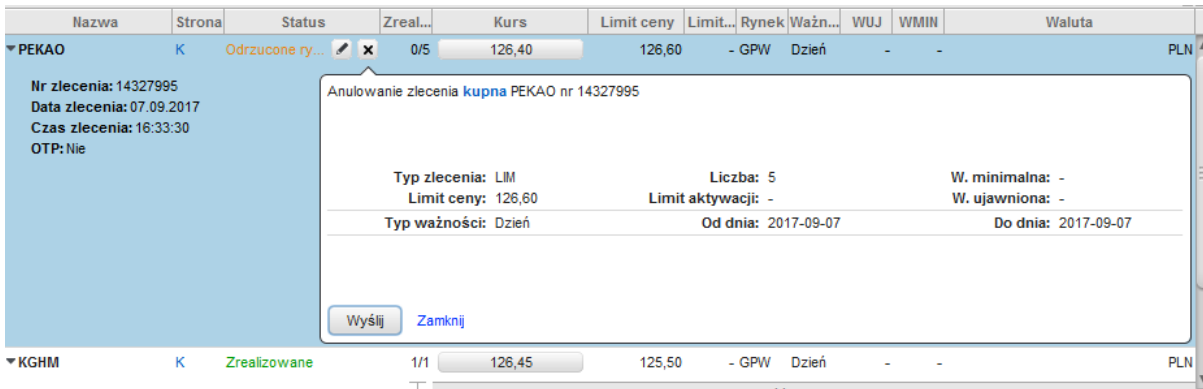 Nazwa Strona Status Zreal... Kurs Limit ceny Limit... Rynek Ważn... WUJ WMIN Waluta
PEKAO K Odrzucone ry... 0/5 126,40 126,60 - GPW Dzień - - PLN
Nr zlecenia: 14327995
Data zlecenia: 07.09.2017
Czas zlecenia: 16:33:30
OTP: Nie
Anulowanie zlecenia kupna PEKAO nr 14327995
Typ zlecenia: LIM Liczba: 5 W. minimalna: -
Limit ceny: 126,60 Limit aktywacji: - W. ujawniona: -
Typ ważności: Dzień Od dnia: 2017-09-07 Do dnia: 2017-09-07
Wyślij Zamknij
KGHM K Zrealizowane 1/1 126,45 125,50 - GPW Dzień - - PLN